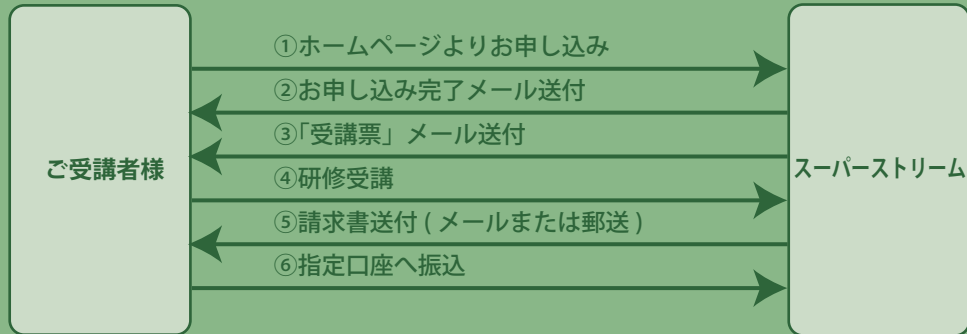 ①ホームページよりお申し込み
②お申し込み完了メール送付
③「受講票」メール送付
ご受講者様
スーパーストリーム
④研修受講
⑤請求書送付 ( メールまたは郵送 )
⑥指定口座へ振込